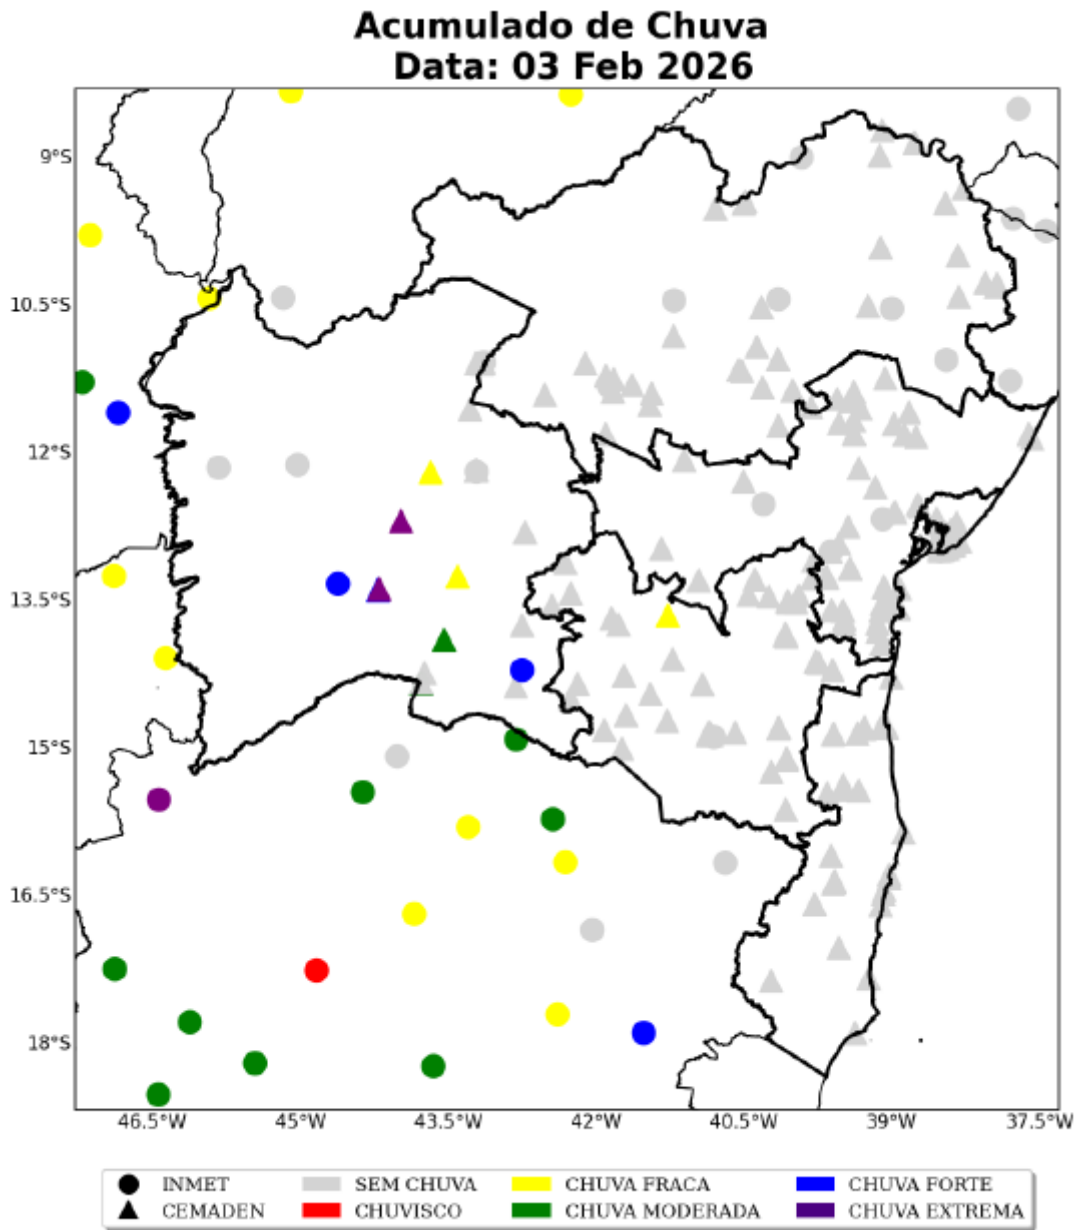 Acumulado de Chuva
Data: 03 Feb 2026
9°S
10.5°S
12°S
13.5°S
15°S
16.5°S
18°S
46.5°W 45°W 43.5°W 42°W 40.5°W 39°W 37.5°W
INMET SEM CHUVA CHUVA FRACA CHUVA FORTE
CEMADEN CHUVISCO CHUVA MODERADA CHUVA EXTREMA